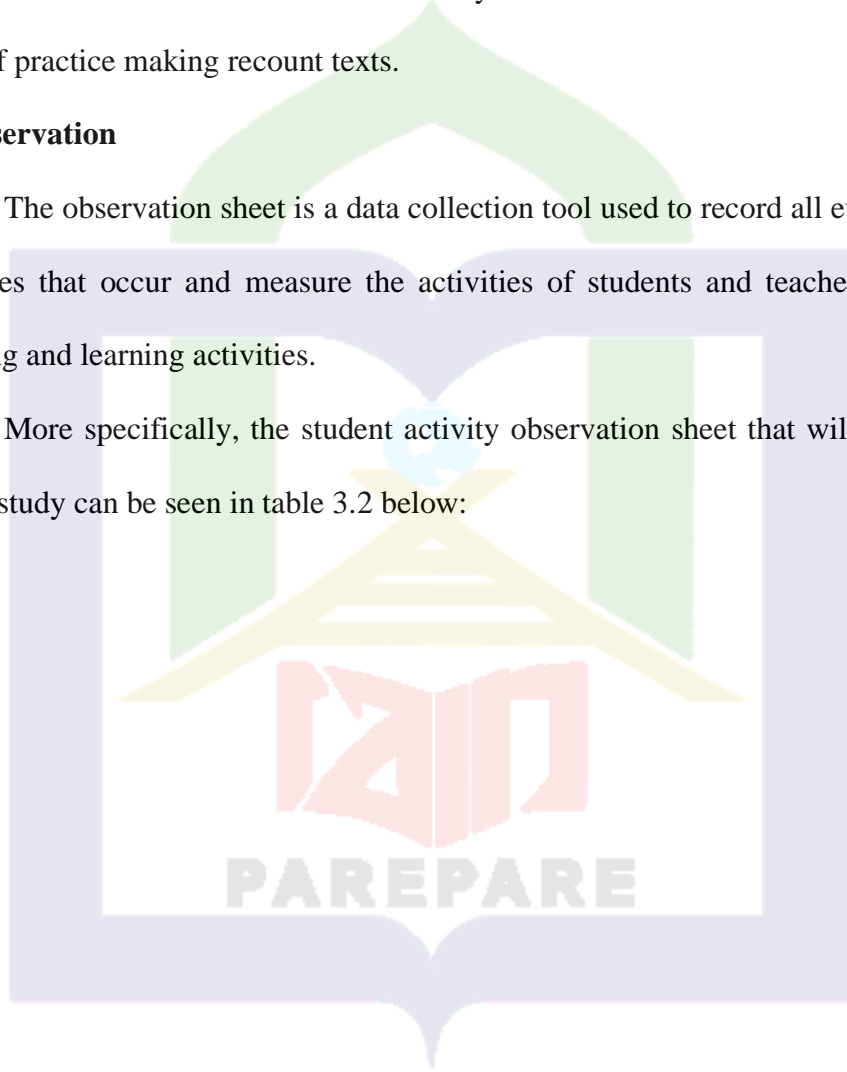 f practice making recount texts.
servation
The observation sheet is a data collection tool used to record all e
es that occur and measure the activities of students and teache
g and learning activities.
More specifically, the student activity observation sheet that wil
study can be seen in table 3.2 below:
PAREPARE